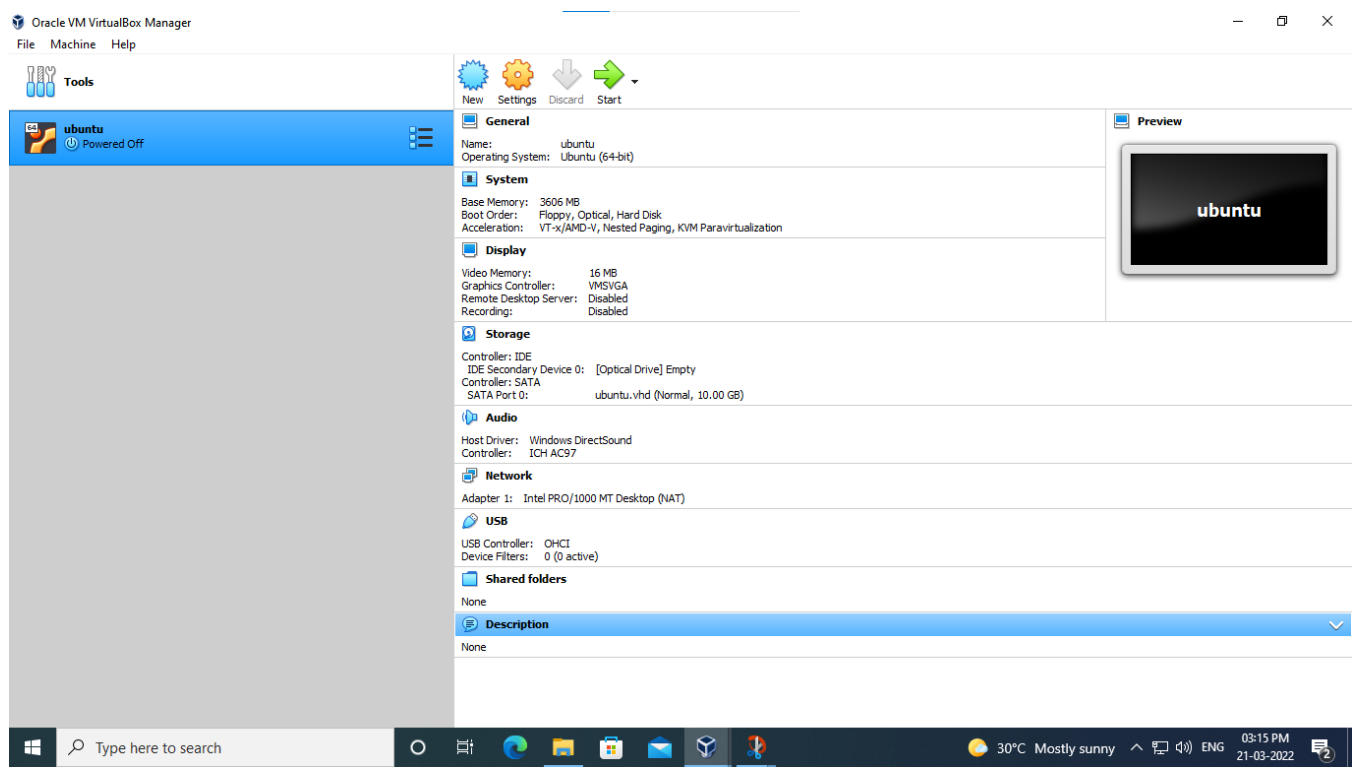 Oracle VM VirtualBox Manager
File Machine Help
Tools
New Settings Discard Start
64
ubuntu
Powered Off
General
Name: ubuntu
Operating System: Ubuntu (64-bit)
Preview
ubuntu
System
Base Memory: 3606 MB
Boot Order: Floppy, Optical, Hard Disk
Acceleration: VT-x/AMD-V, Nested Paging, KVM Paravirtualization
Display
Video Memory: 16 MB
Graphics Controller: VMSVGA
Remote Desktop Server: Disabled
Recording: Disabled
Storage
Controller: IDE
IDE Secondary Device 0: [Optical Drive] Empty
Controller: SATA
SATA Port 0: ubuntu.vhd (Normal, 10.00 GB)
Audio
Host Driver: Windows DirectSound
Controller: ICH AC97
Network
Adapter 1: Intel PRO/1000 MT Desktop (NAT)
USB
USB Controller: OHCI
Device Filters: 0 (0 active)
Shared folders
None
Description
None
Type here to search
30°C Mostly sunny
ENG
03:15 PM
21-03-2022
2